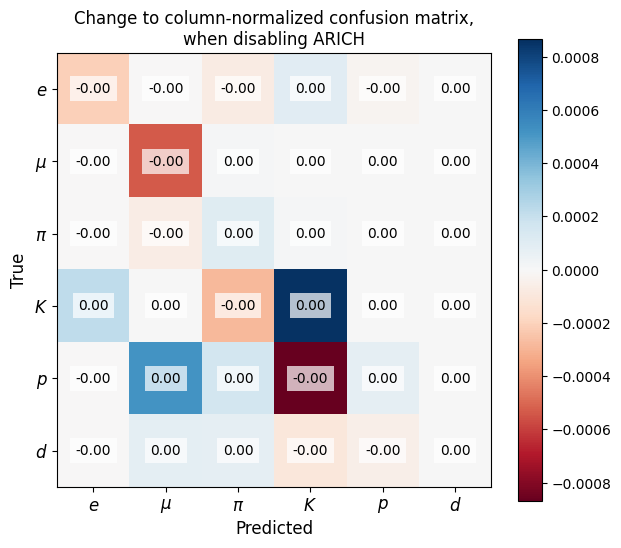 Change to column-normalized confusion matrix,
when disabling ARICH
True
e -0.00 -0.00 -0.00 0.00 -0.00 0.00
μ -0.00 -0.00 0.00 0.00 0.00 0.00
π -0.00 -0.00 0.00 0.00 0.00 0.00
K 0.00 0.00 -0.00 0.00 0.00 0.00
p -0.00 0.00 0.00 -0.00 0.00 0.00
d -0.00 0.00 0.00 -0.00 -0.00 0.00
e μ π K p d
Predicted
0.0008
0.0006
0.0004
0.0002
0.0000
−0.0002
−0.0004
−0.0006
−0.0008